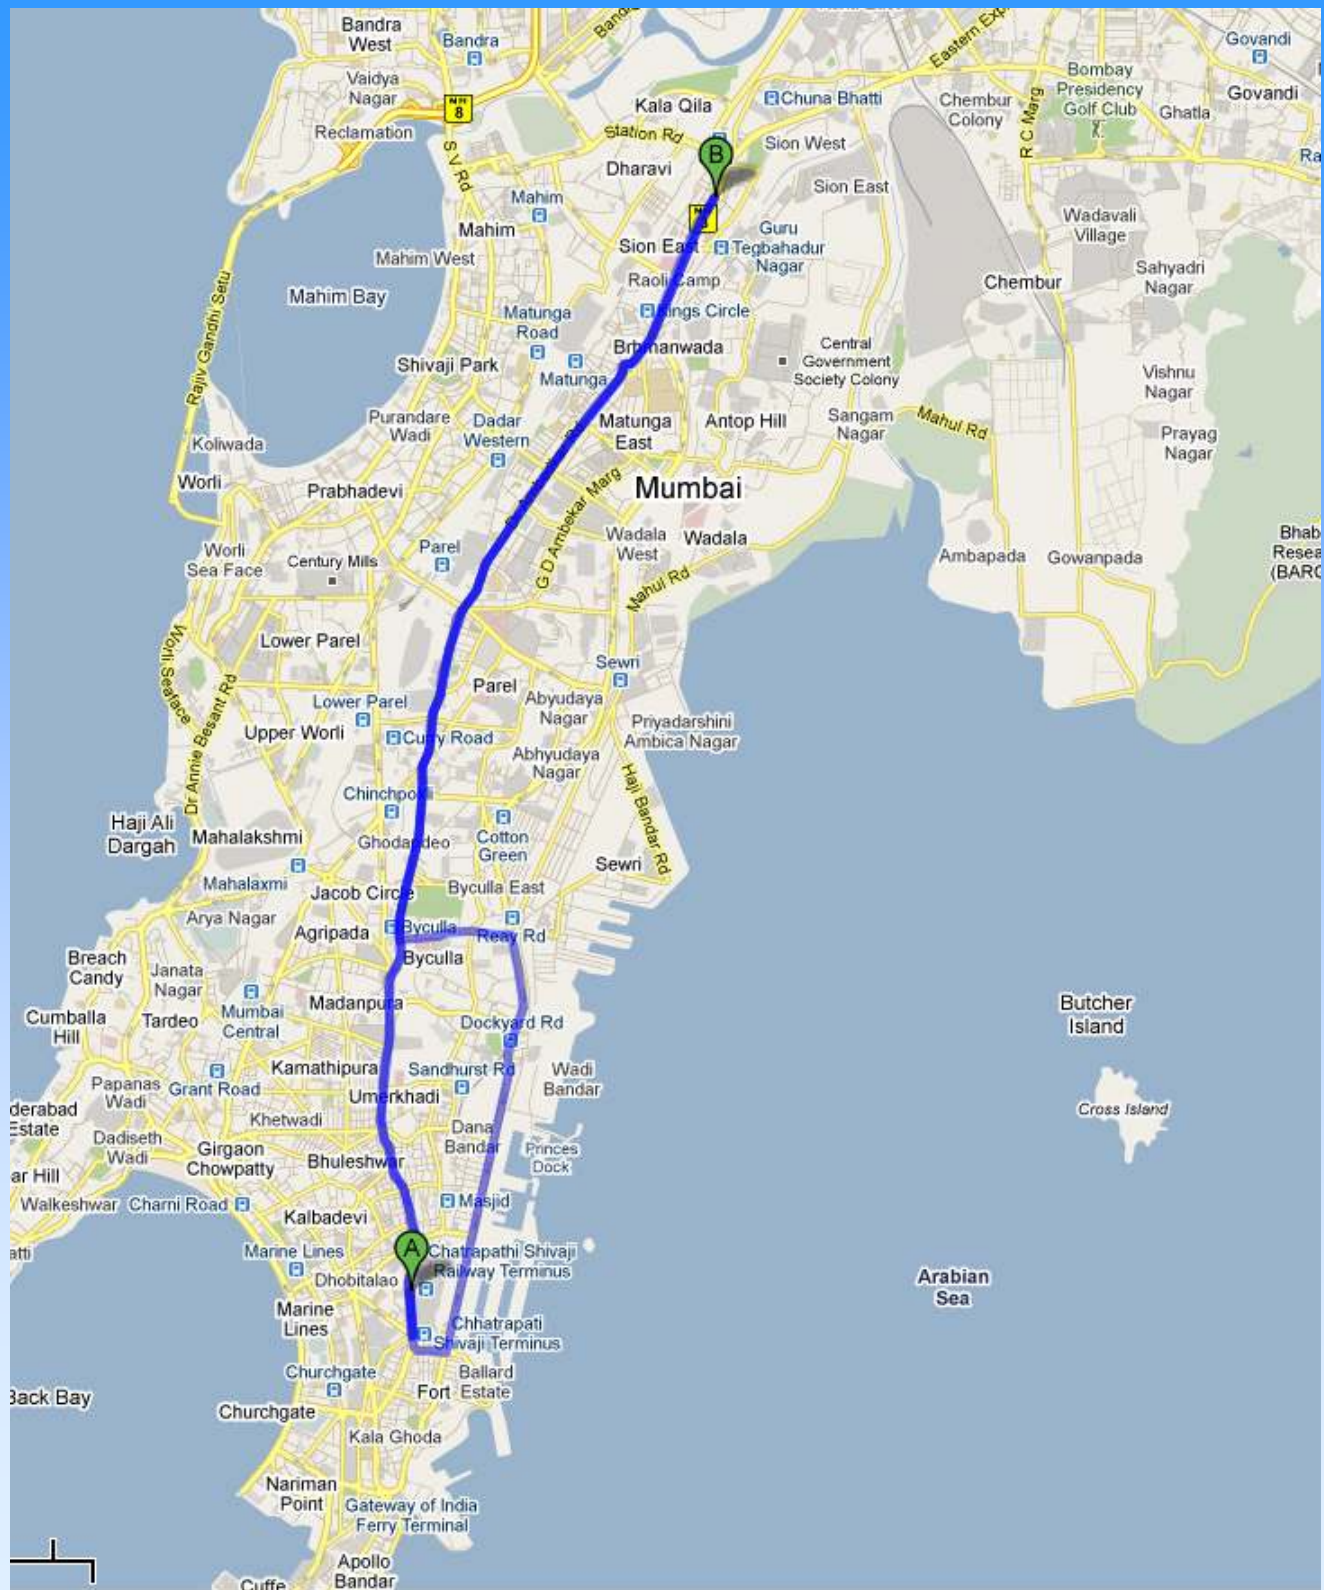 Bandra
West
Bandra
Govandi
Vaidya
Nagar
Bombay
Presidency
Golf Club
Kala Qila
Chuna Bhatti
Chembur
Colony
Govandi
8
Reclamation
Station Rd
R C Marg
Ghatla
Sion West
B
S V Rd
Dharavi
Sion East
Mahim
Wadavali
Village
Mahim
Sion East
Guru
Tegbahadur
Nagar
Mahim West
Sahyadri
Nagar
Raoli Camp
Chembur
Mahim Bay
Rajiv Gandhi Setu
Matunga
Road
Kings Circle
Central
Government
Society Colony
Shivaji Park
Matunga
Vishnu
Nagar
Purandare
Wadi
Dadar
Western
Matunga
East
Antop Hill
Sangam
Nagar
Mahul Rd
Koliwada
Prayag
Nagar
Worli
Prabhadevi
Mumbai
G D Ambekar Marg
Worli
Sea Face
Century Mills
Parel
Wadala
West
Wadala
Ambapada
Gowanpada
Mahul Rd
Lower Parel
Worli Seaface
Sewri
Dr Annie Besant Rd
Parel
Lower Parel
Abyudaya
Nagar
Upper Worli
Curry Road
Priyadarshini
Ambica Nagar
Abhyudaya
Nagar
Haji Bandar Rd
Haji Ali
Dargah
Mahalakshmi
Cotton
Green
Sewri
Mahalaxmi
Jacob Circle
Byculla East
Arya Nagar
Agripada
Byculla
Reay Rd
Byculla
Breach
Candy
Janata
Nagar
Madanpura
Cumballa
Hill
Tardeo
Mumbai
Central
Dockyard Rd
Butcher
Island
Kamathipura
Sandhurst Rd
Wadi
Bandar
Papanas
Wadi
Grant Road
Umerkhadi
Cross Island
Khetwadi
Dadiseth
Wadi
Dana
Bandar
Girgaon
Chowpatty
Bhuleshwar
Princes
Dock
Walkeshwar
Charni Road
Masjid
Kalbadevi
Marine Lines
A
Chatrapathi Shivaji
Railway Terminus
Dhobitalao
Arabian
Sea
Marine
Lines
Chhatrapati
Shivaji Terminus
Churchgate
Ballard
Estate
Fort
Churchgate
Kala Ghoda
Nariman
Point
Gateway of India
Ferry Terminal
Apollo
Bandar